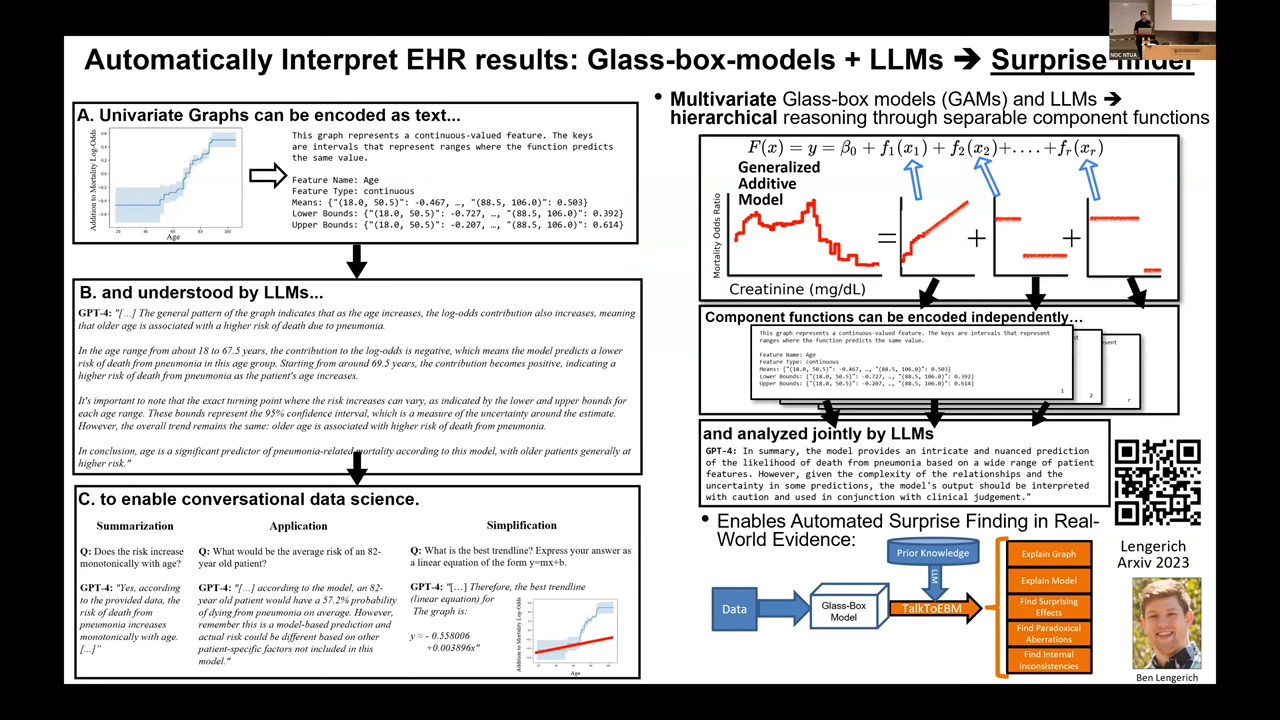 Automatically Interpret EHR results: Glass-box-models + LLMs ➔ Surprise finder
NOC NTUA
A. Univariate Graphs can be encoded as text...
Addition to Mortality Log-Odds
0.6
0.4
0.2
0.0
-0.2
-0.4
20 40 60 80 100
Age
This graph represents a continuous-valued feature. The keys
are intervals that represent ranges where the function predicts
the same value.
Feature Name: Age
Feature Type: continuous
Means: {"(18.0, 50.5)": -0.467, …, "(88.5, 106.0)": 0.503}
Lower Bounds: {"(18.0, 50.5)": -0.727, …, "(88.5, 106.0)": 0.392}
Upper Bounds: {"(18.0, 50.5)": -0.207, …, "(88.5, 106.0)": 0.614}
B. and understood by LLMs...
GPT-4: "[…] The general pattern of the graph indicates that as the age increases, the log-odds contribution also increases, meaning
that older age is associated with a higher risk of death due to pneumonia.
In the age range from about 18 to 67.5 years, the contribution to the log-odds is negative, which means the model predicts a lower
risk of death from pneumonia in this age group. Starting from around 69.5 years, the contribution becomes positive, indicating a
higher risk of death from pneumonia as the patient's age increases.
It's important to note that the exact turning point where the risk increases can vary, as indicated by the lower and upper bounds for
each age range. These bounds represent the 95% confidence interval, which is a measure of the uncertainty around the estimate.
However, the overall trend remains the same: older age is associated with higher risk of death from pneumonia.
In conclusion, age is a significant predictor of pneumonia-related mortality according to this model, with older patients generally at
higher risk."
C. to enable conversational data science.
Summarization
Q: Does the risk increase
monotonically with age?
GPT-4: "Yes, according
to the provided data, the
risk of death from
pneumonia increases
monotonically with age.
[...]"
Application
Q: What would be the average risk of an 82-
year old patient?
GPT-4: "[…] according to the model, an 82-
year old patient would have a 57.2% probability
of dying from pneumonia on average. However,
remember this is a model-based prediction and
actual risk could be different based on other
patient-specific factors not included in this
model."
Simplification
Q: What is the best trendline? Express your answer as
a linear equation of the form y=mx+b.
GPT-4: "[…] Therefore, the best trendline
(linear equation) for
The graph is:
y ≈ - 0.558006
+0.003896x"
Addition to Mortality Log-Odds
Age
• Multivariate Glass-box models (GAMs) and LLMs ➔
hierarchical reasoning through separable component functions
F(x) = y = β₀ + f₁(x₁) + f₂(x₂)+....+fᵣ(xᵣ)
Generalized
Additive
Model
Mortality Odds Ratio
= + +
Creatinine (mg/dL)
Component functions can be encoded independently…
This graph represents a continuous-valued feature. The keys are intervals that represent
ranges where the function predicts the same value.
Feature Name: Age
Feature Type: continuous
Means: {"(18.0, 50.5)": -0.467, …, "(88.5, 106.0)": 0.503}
Lower Bounds: {"(18.0, 50.5)": -0.727, …, "(88.5, 106.0)": 0.392}
Upper Bounds: {"(18.0, 50.5)": -0.207, …, "(88.5, 106.0)": 0.614}
1
2
r
and analyzed jointly by LLMs
GPT-4: In summary, the model provides an intricate and nuanced prediction
of the likelihood of death from pneumonia based on a wide range of patient
features. However, given the complexity of the relationships and the
uncertainty in some predictions, the model's output should be interpreted
with caution and used in conjunction with clinical judgement."
• Enables Automated Surprise Finding in Real-
World Evidence:
Prior Knowledge
LLM
Data
Glass-Box
Model
TalkToEBM
Explain Graph
Explain Model
Find Surprising
Effects
Find Paradoxical
Aberrations
Find Internal
Inconsistencies
Lengerich
Arxiv 2023
Ben Lengerich